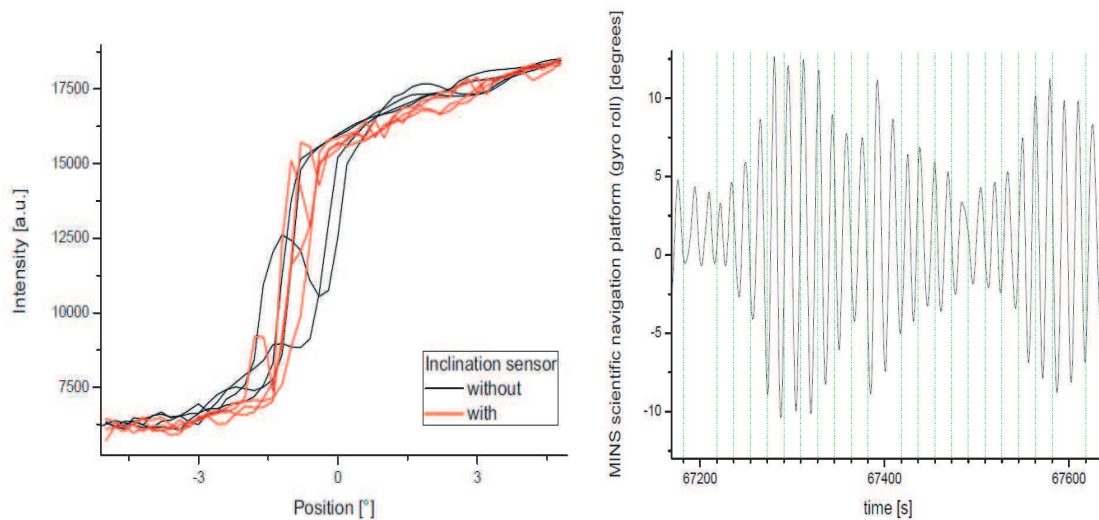 Intensity [a.u.]
17500
15000
12500
10000
7500
-3
0
3
Position [°]
Inclination sensor
without
with
MINS scientific navigation platform (gyro roll) [degrees]
10
5
0
-5
-10
67200
67400
67600
time [s]